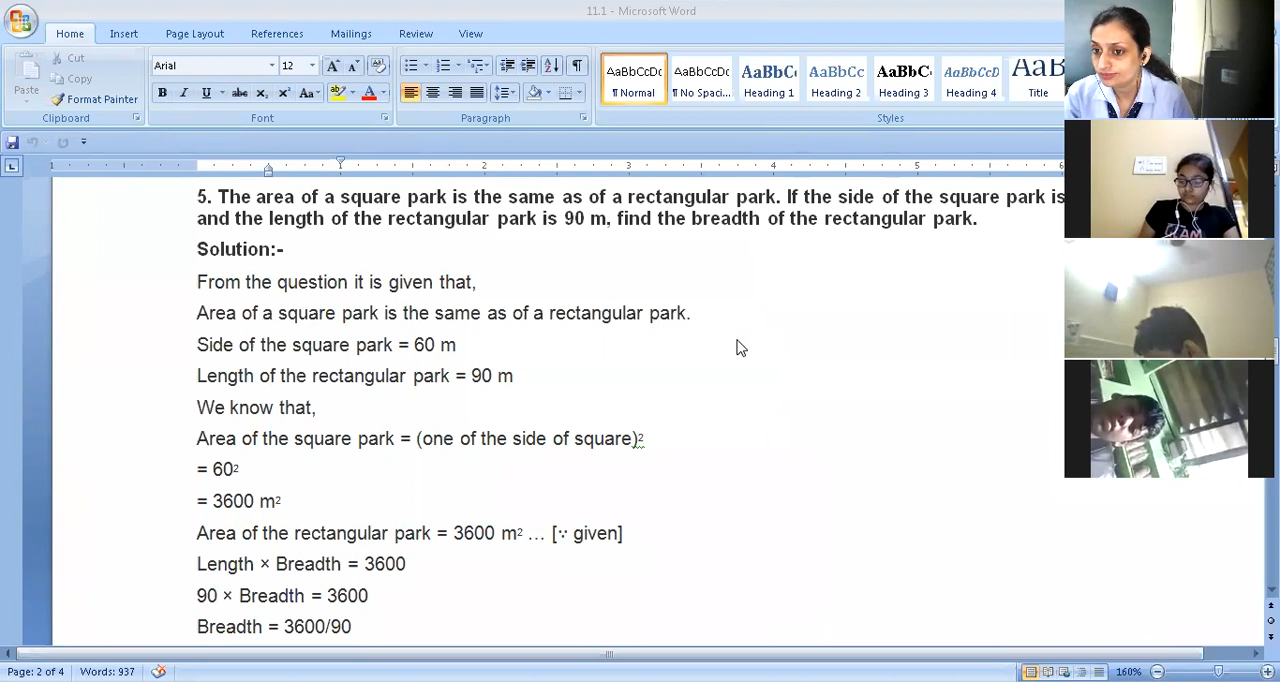 11.1 - Microsoft Word
Home Insert Page Layout References Mailings Review View
Paste
Cut
Copy
Format Painter
Clipboard
Arial 12
Font
Paragraph
AaBbCcDc AaBbCcDc AaBbC AaBbCc AaBbC AaBbCcD AaB
¶ Normal ¶ No Spaci... Heading 1 Heading 2 Heading 3 Heading 4 Title
Styles
1 1 2 3 4 5 6
5. The area of a square park is the same as of a rectangular park. If the side of the square park is
and the length of the rectangular park is 90 m, find the breadth of the rectangular park.
Solution:-
From the question it is given that,
Area of a square park is the same as of a rectangular park.
Side of the square park = 60 m
Length of the rectangular park = 90 m
We know that,
Area of the square park = (one of the side of square)²
= 60²
= 3600 m²
Area of the rectangular park = 3600 m² … [∵ given]
Length × Breadth = 3600
90 × Breadth = 3600
Breadth = 3600/90
Page: 2 of 4 Words: 937 160%